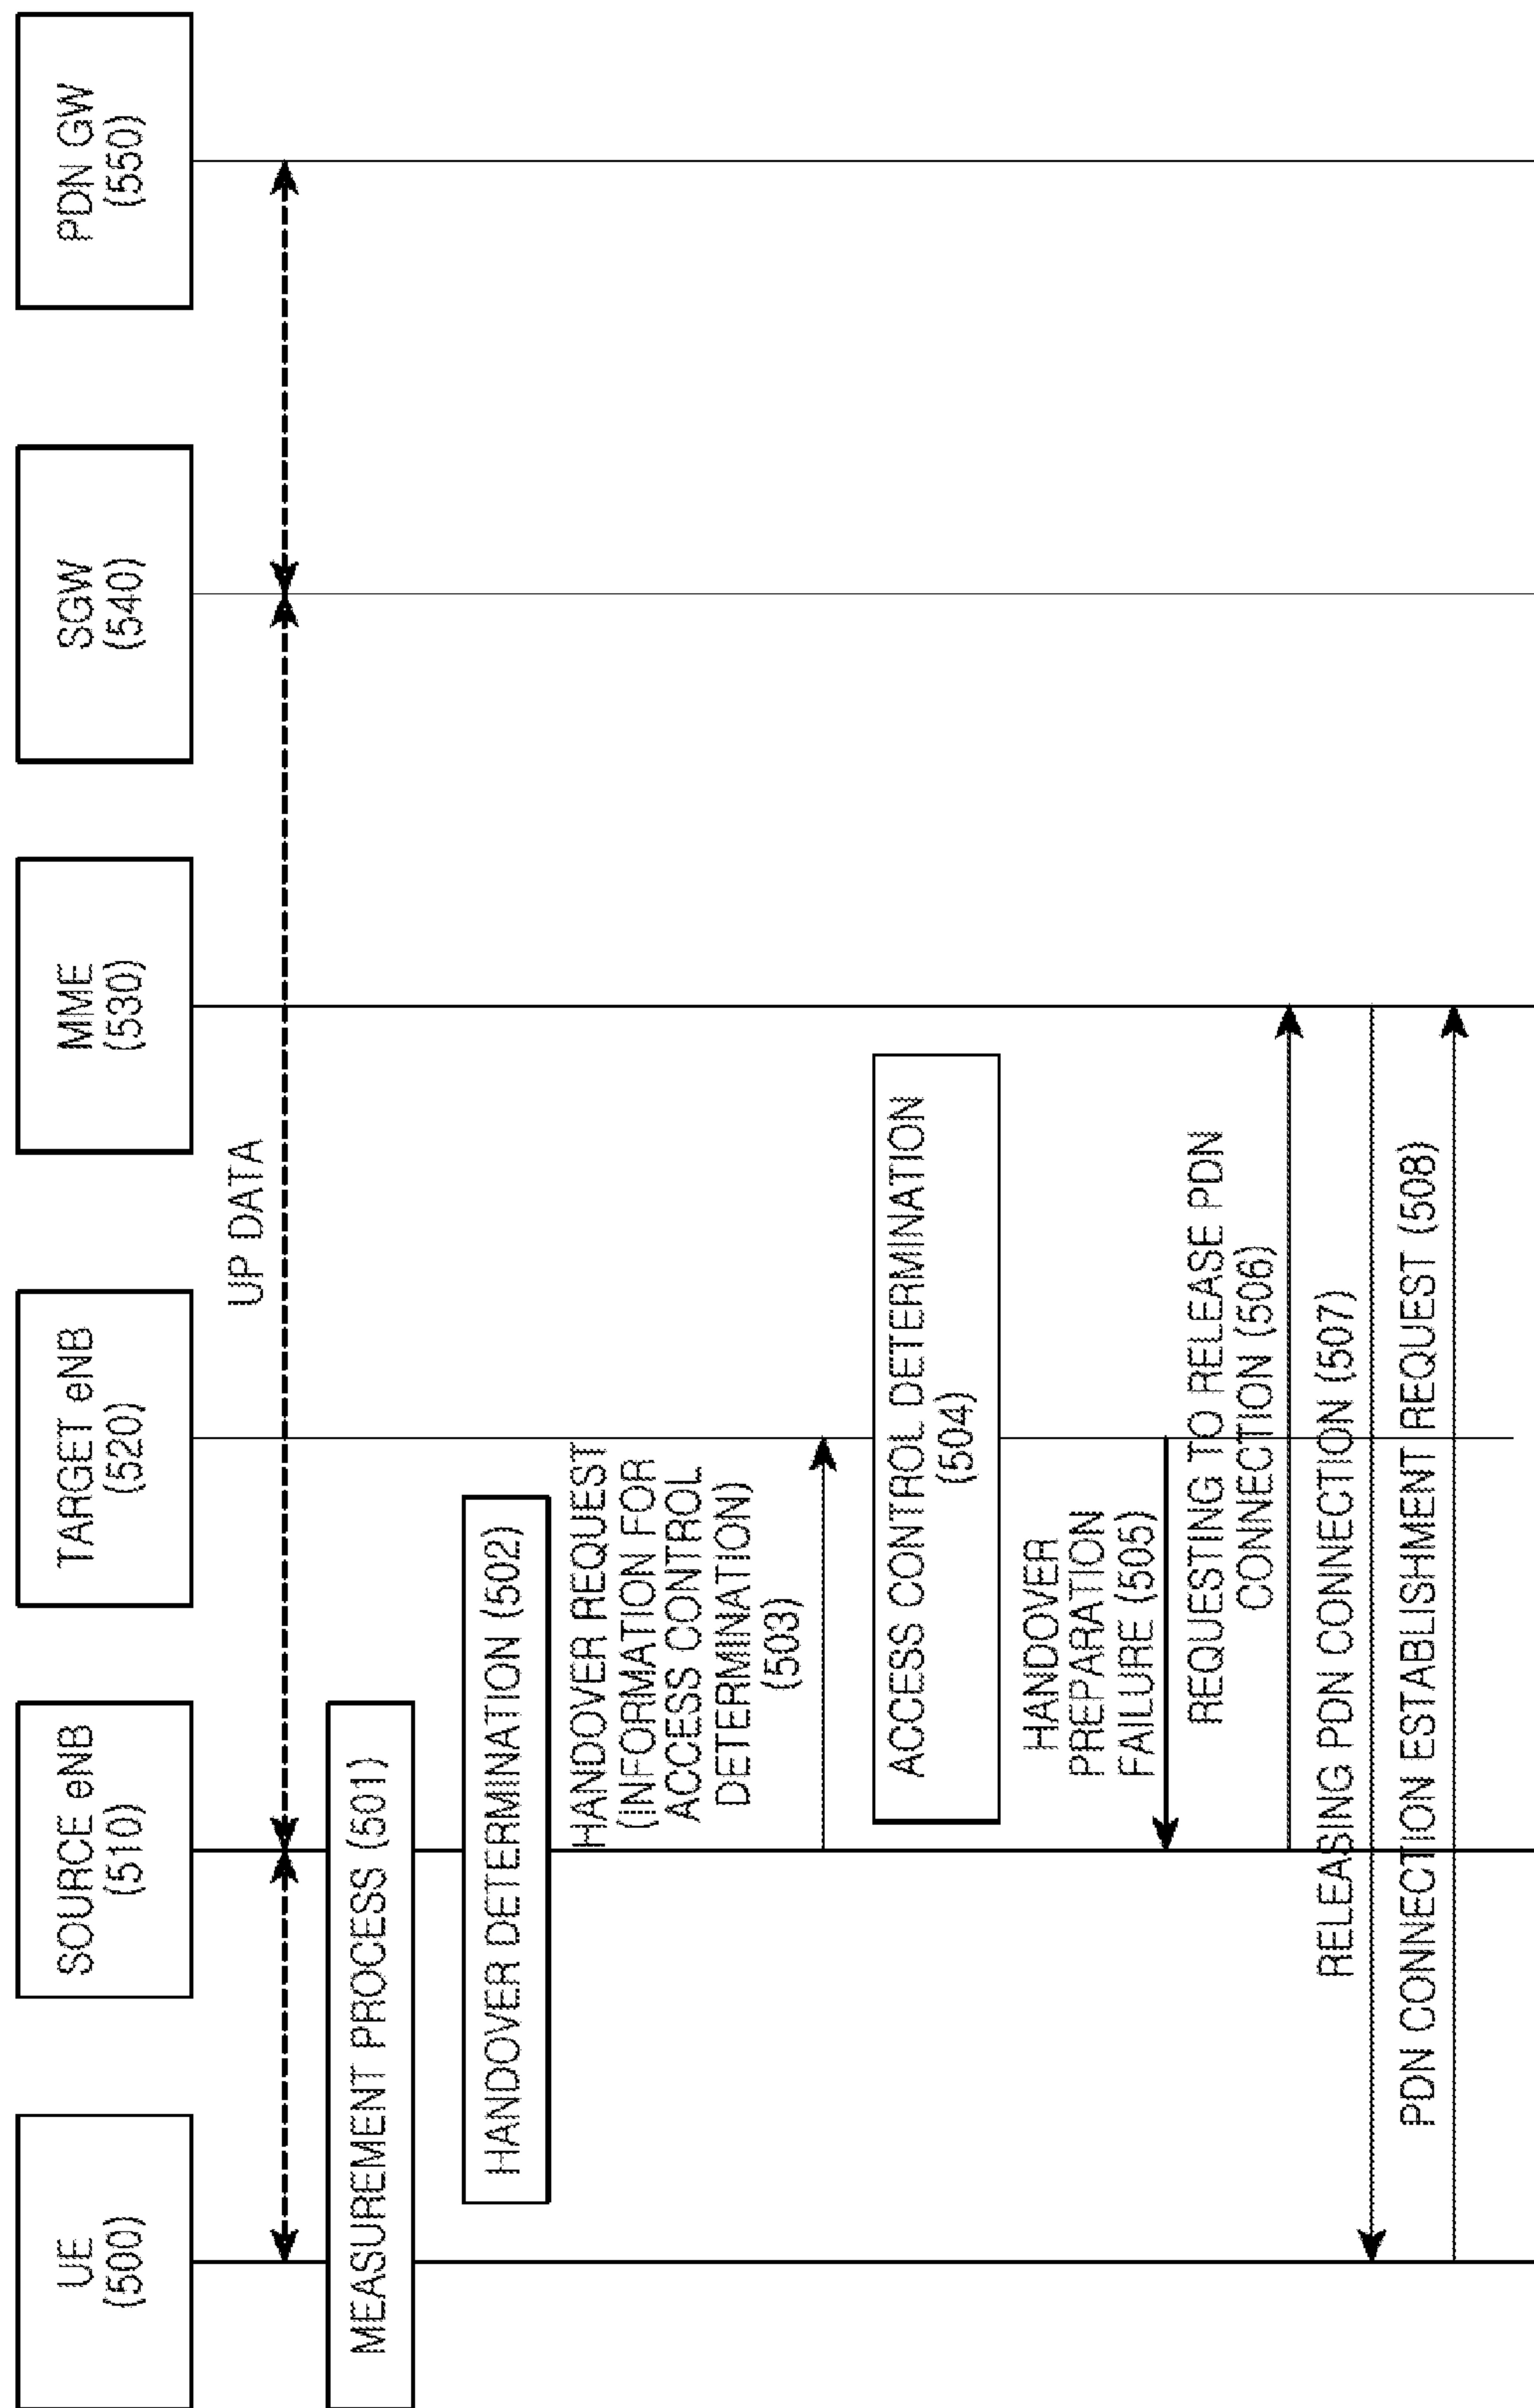 UE
(500)
SOURCE eNB
(510)
TARGET eNB
(520)
MME
(530)
SGW
(540)
PDN GW
(550)
UP DATA
MEASUREMENT PROCESS (501)
HANDOVER DETERMINATION (502)
HANDOVER REQUEST
(INFORMATION FOR
ACCESS CONTROL
DETERMINATION)
(503)
ACCESS CONTROL DETERMINATION
(504)
HANDOVER
PREPARATION
FAILURE (505)
REQUESTING TO RELEASE PDN
CONNECTION (506)
RELEASING PDN CONNECTION (507)
PDN CONNECTION ESTABLISHMENT REQUEST (508)